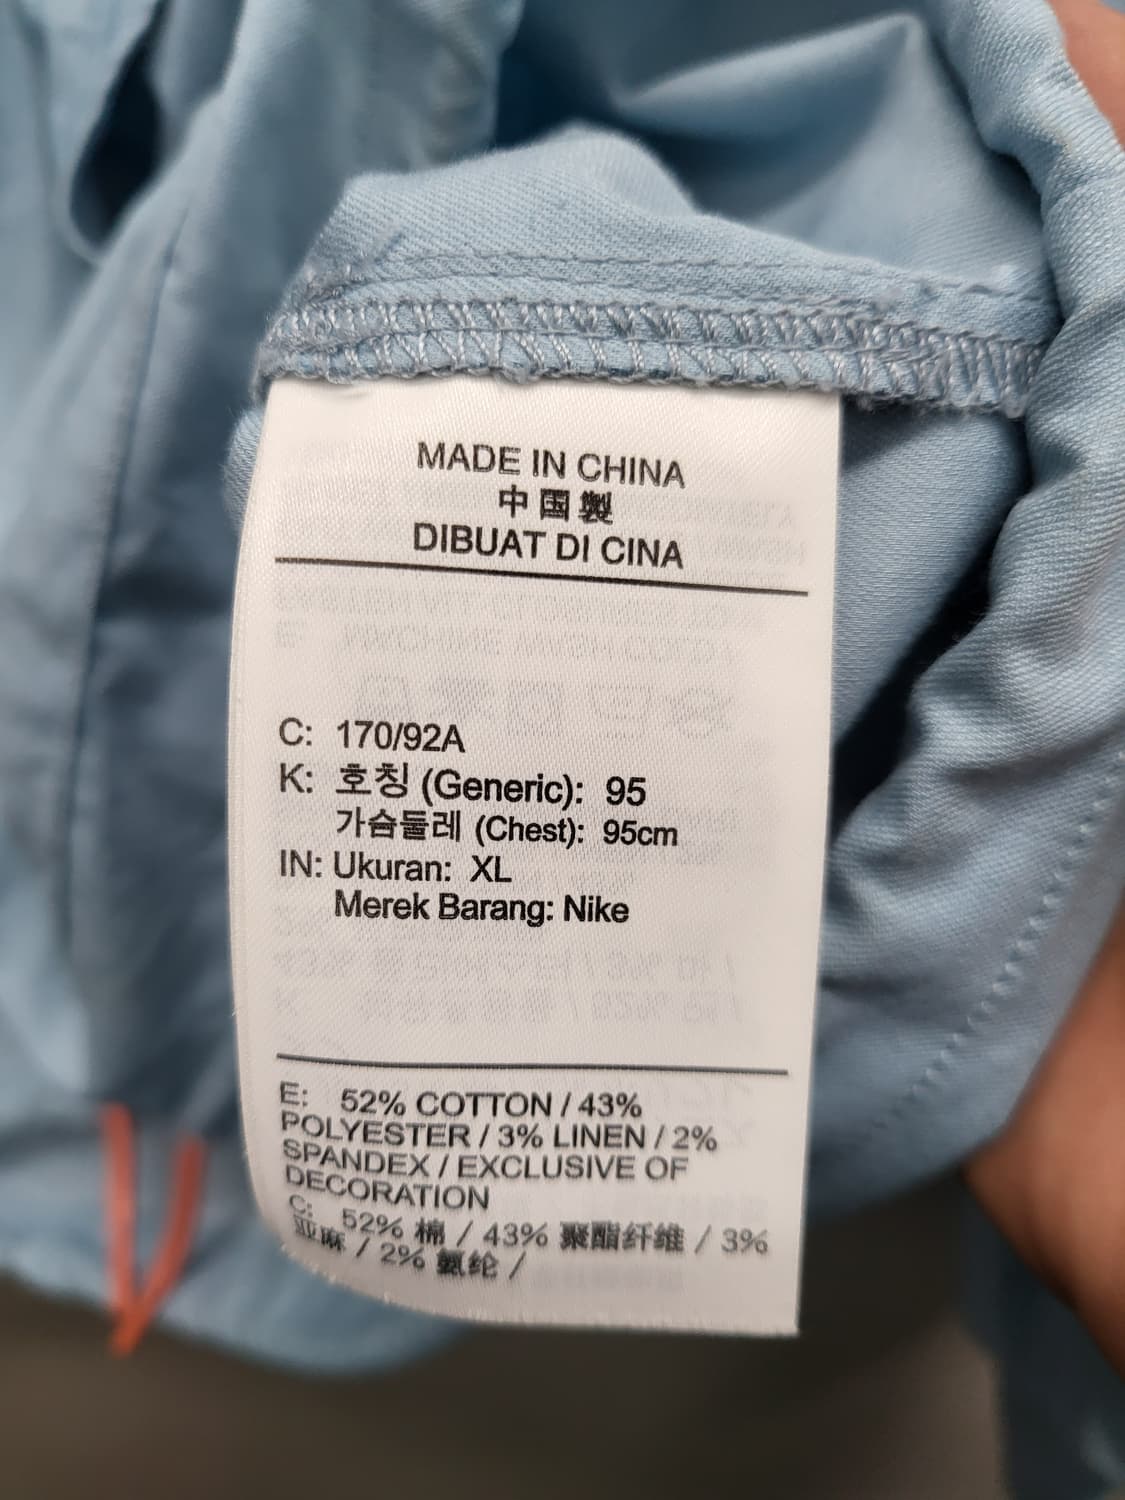 MADE IN CHINA
中国製
DIBUAT DI CINA
C: 170/92A
K: 호칭 (Generic): 95
가슴둘레 (Chest): 95cm
IN: Ukuran: XL
Merek Barang: Nike
E: 52% COTTON / 43%
POLYESTER / 3% LINEN / 2%
SPANDEX / EXCLUSIVE OF
DECORATION
C: 52% 棉 / 43% 聚酯纤维 / 3%
亚麻 / 2% 氨纶 /